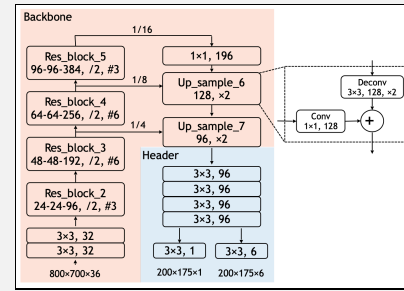 Backbone
1/16
Res_block_5
96-96-384, /2, #3
1×1, 196
1/8
Up_sample_6
128, ×2
Res_block_4
64-64-256, /2, #6
1/4
Up_sample_7
96, ×2
Res_block_3
48-48-192, /2, #6
Res_block_2
24-24-96, /2, #3
3×3, 32
3×3, 32
800×700×36
Header
3×3, 96
3×3, 96
3×3, 96
3×3, 96
3×3, 1
3×3, 6
200×175×1
200×175×6
Deconv
3×3, 128, ×2
Conv
1×1, 128
+